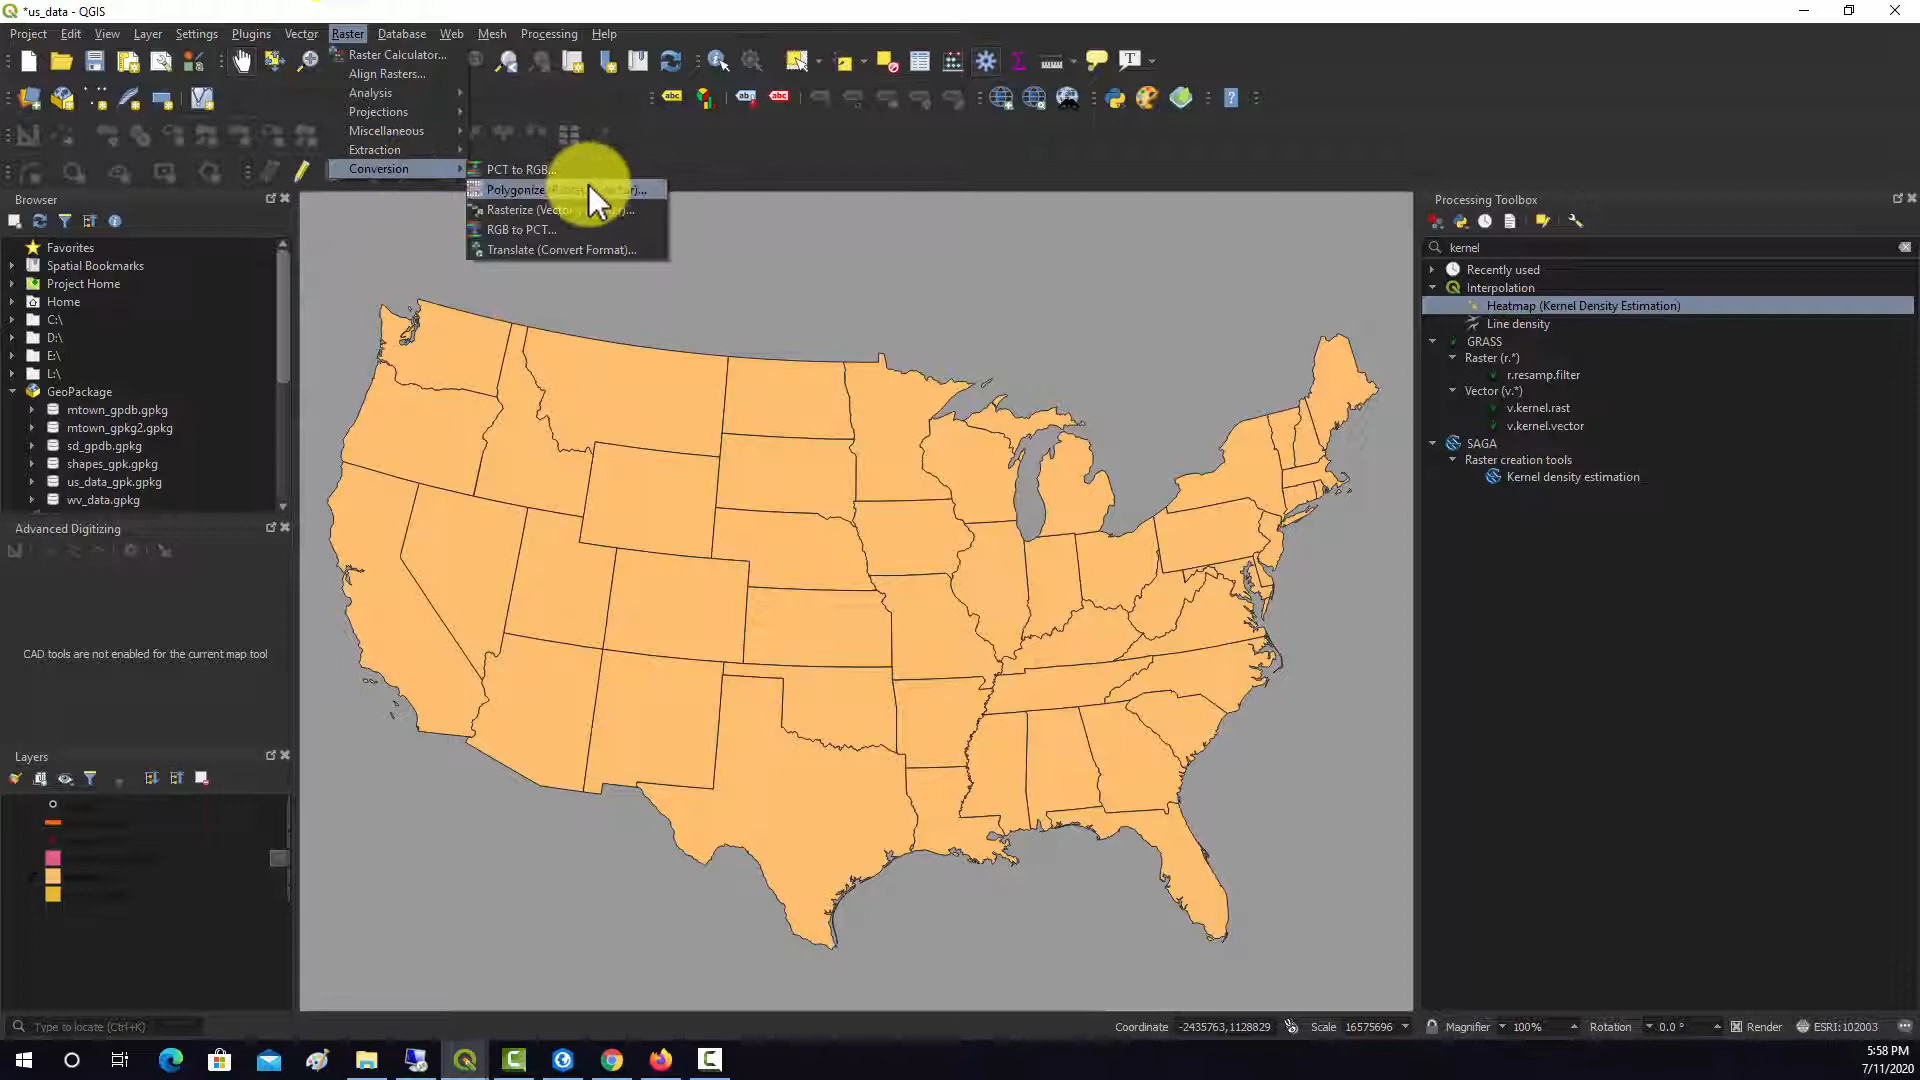 *us_data - QGIS
Project Edit View Layer Settings Plugins Vector Raster Database Web Mesh Processing Help
Raster Calculator...
Align Rasters...
Analysis
Projections
Miscellaneous
Extraction
Conversion
PCT to RGB...
Polygonize
Rasterize
RGB to PCT...
Translate (Convert Format)...
abc
abc
abc
T
Browser
Favorites
Spatial Bookmarks
Project Home
Home
C:\
D:\
E:\
L:\
GeoPackage
mtown_gpdb.gpkg
mtown_gpkg2.gpkg
sd_gpdb.gpkg
shapes_gpk.gpkg
us_data_gpk.gpkg
wv_data.gpkg
Advanced Digitizing
CAD tools are not enabled for the current map tool
Layers
Processing Toolbox
kernel
Recently used
Interpolation
Heatmap (Kernel Density Estimation)
Line density
GRASS
Raster (r.*)
r.resamp.filter
Vector (v.*)
v.kernel.rast
v.kernel.vector
SAGA
Raster creation tools
Kernel density estimation
Type to locate (Ctrl+K)
Coordinate -2435763,1128829 Scale 16575696 Magnifier 100% Rotation 0.0 ° Render ESRI:102003
5:58 PM
7/11/2020